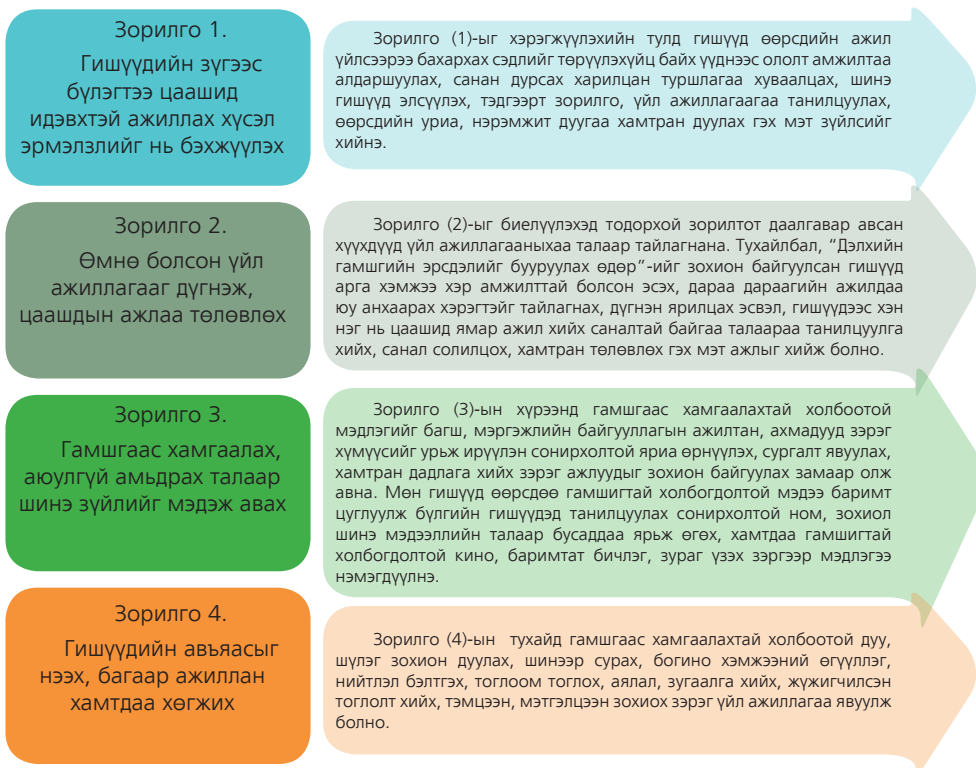 Зорилго 1.
Гишүүдийн зүгээс
бүлэгтээ цаашид
идэвхтэй ажиллах хүсэл
эрмэлзлийг нь бэхжүүлэх
Зорилго (1)-ыг хэрэгжүүлэхийн тулд гишүүд өөрсдийн ажил
үйлсээрээ бахархах сэдлийг төрүүлэхүйц байх үүднээс ололт амжилтаа
алдаршуулах, санан дурсах харилцан туршлагаа хуваалцах, шинэ
гишүүд элсүүлэх, тэдгээрт зорилго, үйл ажиллагаагаа танилцуулах,
өөрсдийн уриа, нэрэмжит дуугаа хамтран дуулах гэх мэт зүйлсийг
хийнэ.
Зорилго 2.
Өмнө болсон үйл
ажиллагааг дүгнэж,
цаашдын ажлаа төлөвлөх
Зорилго (2)-ыг биелүүлэхэд тодорхой зорилтот даалгавар авсан
хүүхдүүд үйл ажиллагааныхаа талаар тайлагнана. Тухайлбал, “Дэлхийн
гамшгийн эрсдэлийг бууруулах өдөр”-ийг зохион байгуулсан гишүүд
арга хэмжээ хэр амжилттай болсон эсэх, дараа дараагийн ажилдаа
юу анхаарах хэрэгтэйг тайлагнах, дүгнэн ярилцах эсвэл, гишүүдээс хэн
нэг нь цаашид ямар ажил хийх саналтай байгаа талаараа танилцуулга
хийх, санал солилцох, хамтран төлөвлөх гэх мэт ажлыг хийж болно.
Зорилго 3.
Гамшгаас хамгаалах,
аюулгүй амьдрах талаар
шинэ зүйлийг мэдэж авах
Зорилго (3)-ын хүрээнд гамшгаас хамгаалахтай холбоотой
мэдлэгийг багш, мэргэжлийн байгууллагын ажилтан, ахмадууд зэрэг
хүмүүсийг урьж ирүүлэн сонирхолтой яриа өрнүүлэх, сургалт явуулах,
хамтран дадлага хийх зэрэг ажлуудыг зохион байгуулах замаар олж
авна. Мөн гишүүд өөрсдөө гамшигтай холбогдолтой мэдээ баримт
цуглуулж бүлгийн гишүүдэд танилцуулах сонирхолтой ном, зохиол
шинэ мэдээллийн талаар бусаддаа ярьж өгөх, хамтдаа гамшигтай
холбогдолтой кино, баримтат бичлэг, зураг үзэх зэргээр мэдлэгээ
нэмэгдүүлнэ.
Зорилго 4.
Гишүүдийн авъяасыг
нээх, багаар ажиллан
хамтдаа хөгжих
Зорилго (4)-ын тухайд гамшгаас хамгаалахтай холбоотой дуу,
шүлэг зохион дуулах, шинээр сурах, богино хэмжээний өгүүллэг,
нийтлэл бэлтгэх, тоглоом тоглох, аялал, зугаалга хийх, жүжигчилсэн
тоглолт хийх, тэмцээн, мэтгэлцээн зохиох зэрэг үйл ажиллагаа явуулж
болно.